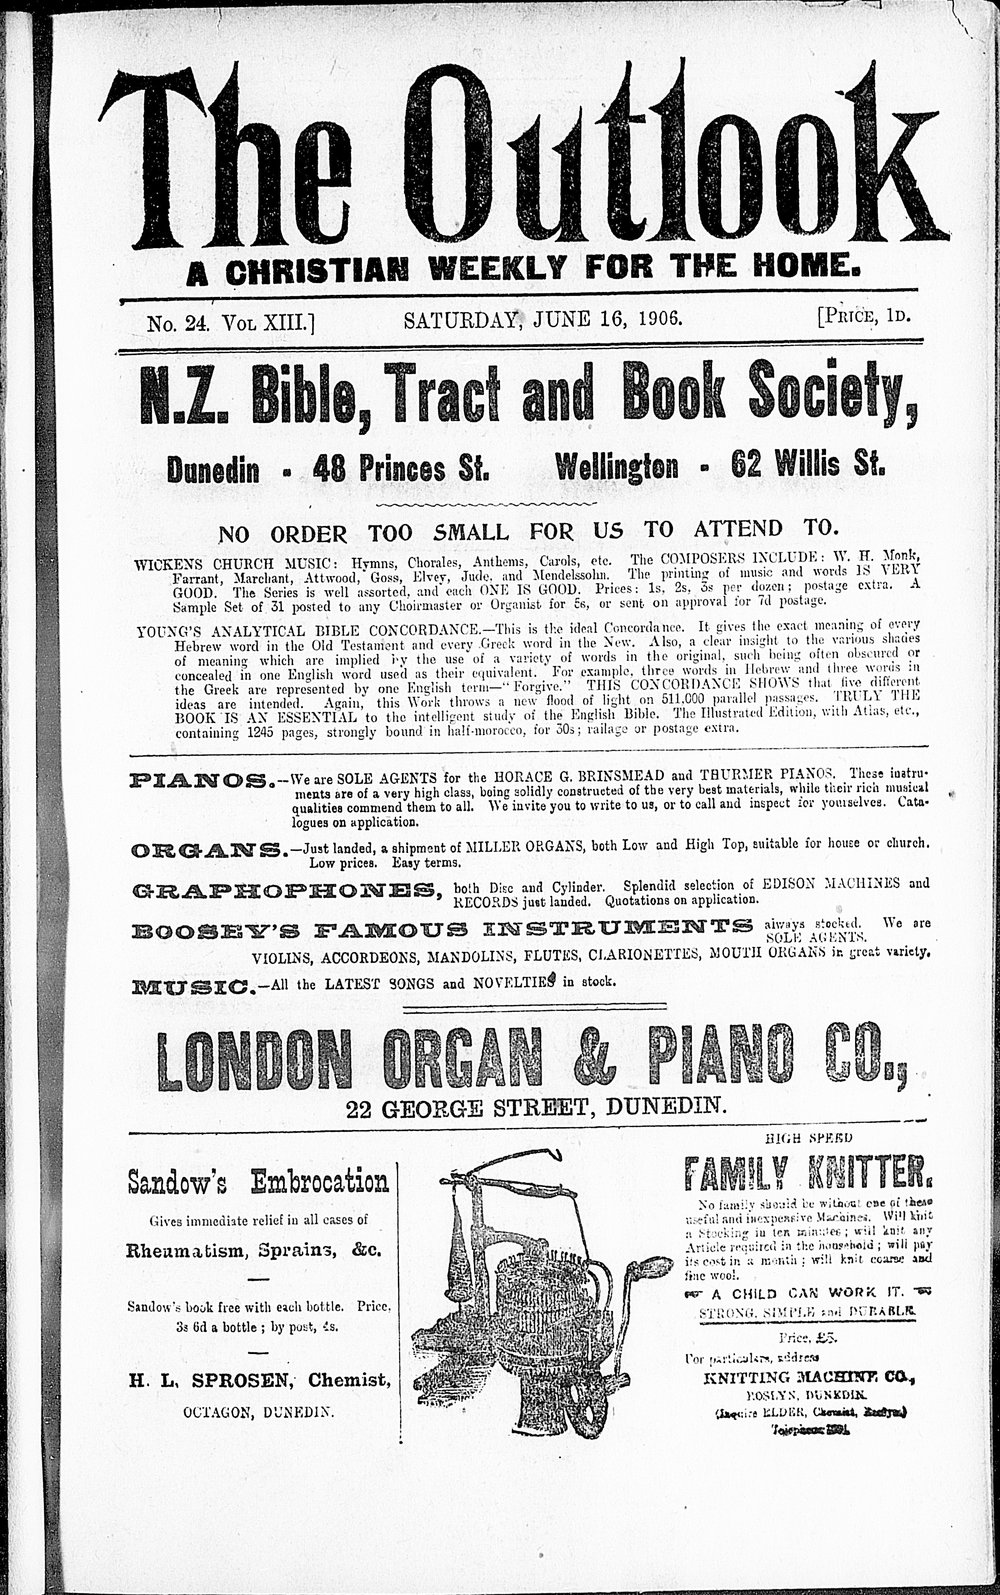 The Outlook
A CHRISTIAN WEEKLY FOR THE HOME.
No. 24. VOL XIII.] SATURDAY, JUNE 16, 1906. [PRICE, 1D.
N.Z. Bible, Tract and Book Society,
Dunedin - 48 Princes St. Wellington - 62 Willis St.
NO ORDER TOO SMALL FOR US TO ATTEND TO.
WICKENS CHURCH MUSIC: Hymns, Chorales, Anthems, Carols, etc. The COMPOSERS INCLUDE: W. H. Monk,
Farrant, Marchant, Attwood, Goss, Elvey, Jude, and Mendelssohn. The printing of music and words IS VERY
GOOD. The Series is well assorted, and each ONE IS GOOD. Prices: 1s, 2s, 3s per dozen; postage extra. A
Sample Set of 31 posted to any Choirmaster or Organist for 5s, or sent on approval for 7d postage.
YOUNG'S ANALYTICAL BIBLE CONCORDANCE.—This is the ideal Concordance. It gives the exact meaning of every
Hebrew word in the Old Testament and every Greek word in the New. Also, a clear insight to the various shades
of meaning which are implied by the use of a variety of words in the original, such being often obscured or
concealed in one English word used as their equivalent. For example, three words in Hebrew and three words in
the Greek are represented by one English term—"Forgive." THIS CONCORDANCE SHOWS that five different
ideas are intended. Again, this Work throws a new flood of light on 511,000 parallel passages. TRULY THE
BOOK IS AN ESSENTIAL to the intelligent study of the English Bible. The Illustrated Edition, with Atlas, etc.,
containing 1245 pages, strongly bound in half-morocco, for 30s; railage or postage extra.
PIANOS.—We are SOLE AGENTS for the HORACE G. BRINSMEAD and THURMER PIANOS. These instru-
ments are of a very high class, being solidly constructed of the very best materials, while their rich musical
qualities commend them to all. We invite you to write to us, or to call and inspect for yourselves. Cata-
logues on application.
ORGANS.—Just landed, a shipment of MILLER ORGANS, both Low and High Top, suitable for house or church.
Low prices. Easy terms.
GRAPHOPHONES, both Disc and Cylinder. Splendid selection of EDISON MACHINES and
RECORDS just landed. Quotations on application.
BOOSEY'S FAMOUS INSTRUMENTS always stocked. We are
SOLE AGENTS.
VIOLINS, ACCORDEONS, MANDOLINS, FLUTES, CLARIONETTES, MOUTH ORGANS in great variety.
MUSIC.—All the LATEST SONGS and NOVELTIES in stock.
LONDON ORGAN & PIANO CO.,
22 GEORGE STREET, DUNEDIN.
Sandow's Embrocation
Gives immediate relief in all cases of
Rheumatism, Sprains, &c.
Sandow's book free with each bottle. Price,
3s 6d a bottle; by post, 4s.
H. L. SPROSEN, Chemist,
OCTAGON, DUNEDIN.
HIGH SPEED
FAMILY KNITTER.
No family should be without one of these
useful and inexpensive Machines. Will knit
a Stocking in ten minutes; will knit any
Article required in the household; will pay
its cost in a month; will knit coarse and
fine wool.
A CHILD CAN WORK IT.
STRONG, SIMPLE and DURABLE.
Price, £5.
For particulars, address
KNITTING MACHINE CO.,
ROSLYN, DUNEDIN.
(Inquire ELDER, Chemist, Roslyn.)
Telephone